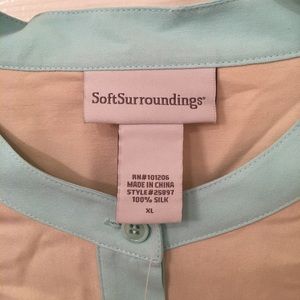 SoftSurroundings®
RN#101206
MADE IN CHINA
STYLE#25897
100% SILK
XL